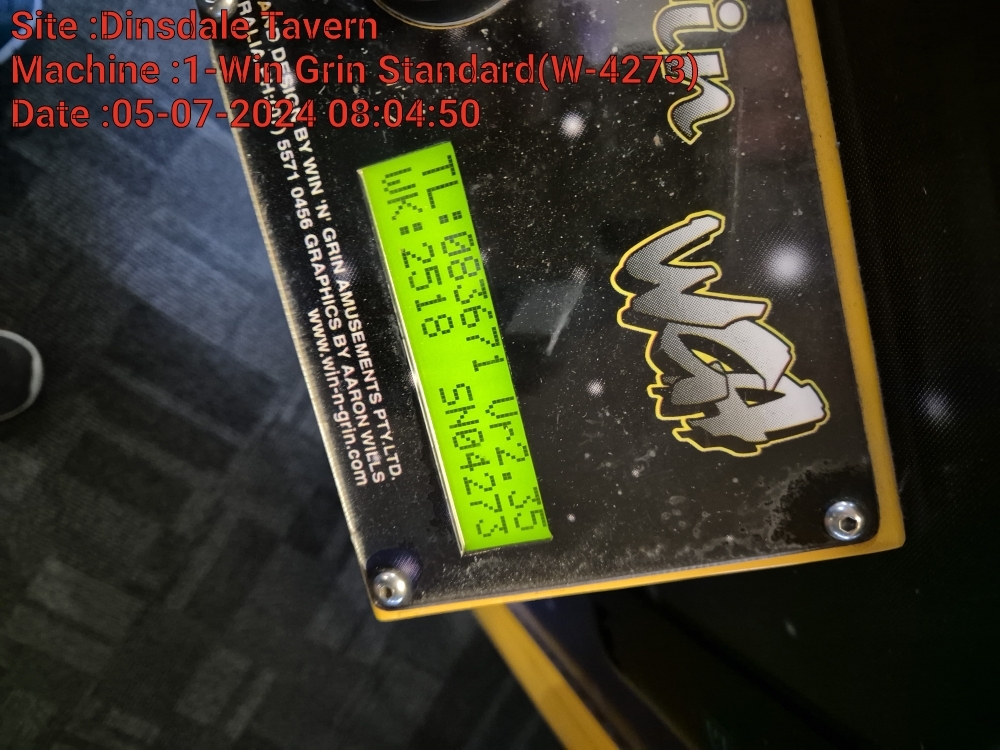 Site :Dinsdale Tavern
Machine :1-Win Grin Standard(W-4273)
Date :05-07-2024 08:04:50
TL:083671 Vr2.35
WK:2518 SN04273
DESIGN BY WIN 'N' GRIN AMUSEMENTS PTY.LTD.
5571 0456 GRAPHICS BY AARON WIELS
www.win-n-grin.com